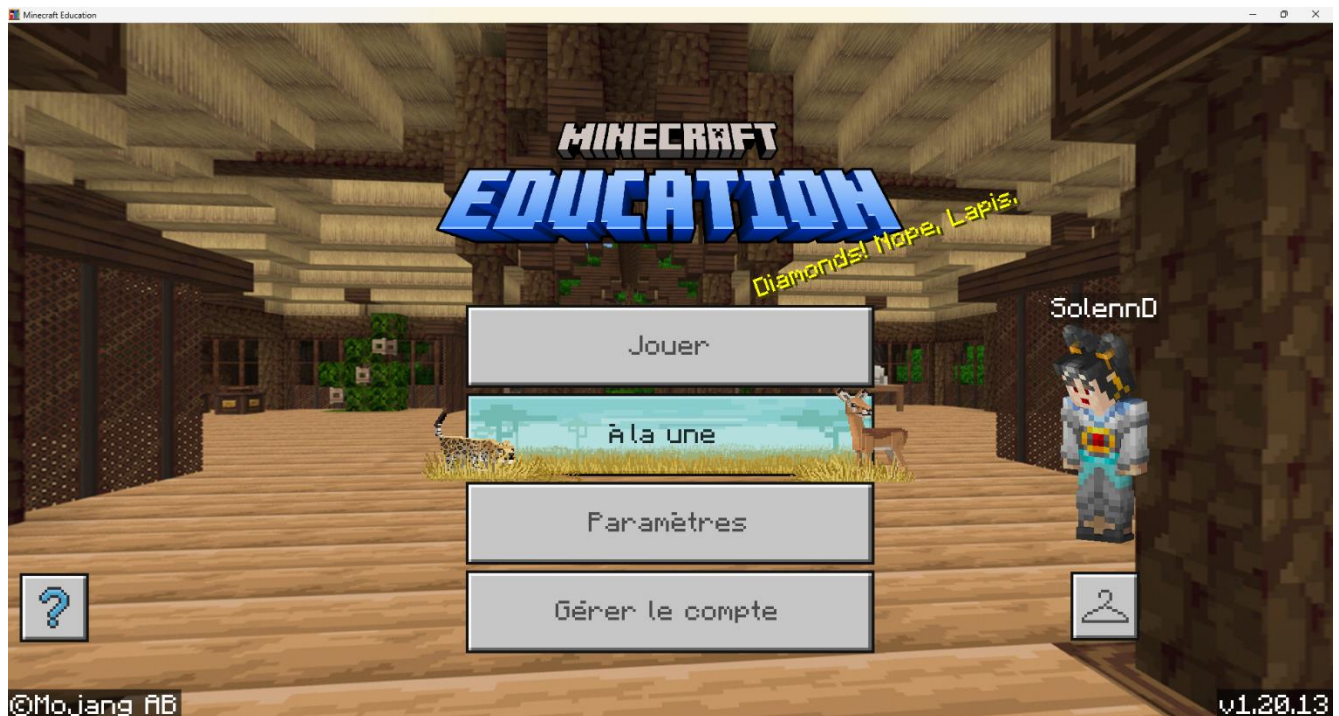 Minecraft Education
MINECRAFT
EDUCATION
Diamonds! Nope, Lapis.
SolennD
Jouer
À la une
Paramètres
Gérer le compte
?
©Mojang AB
v1.20.13